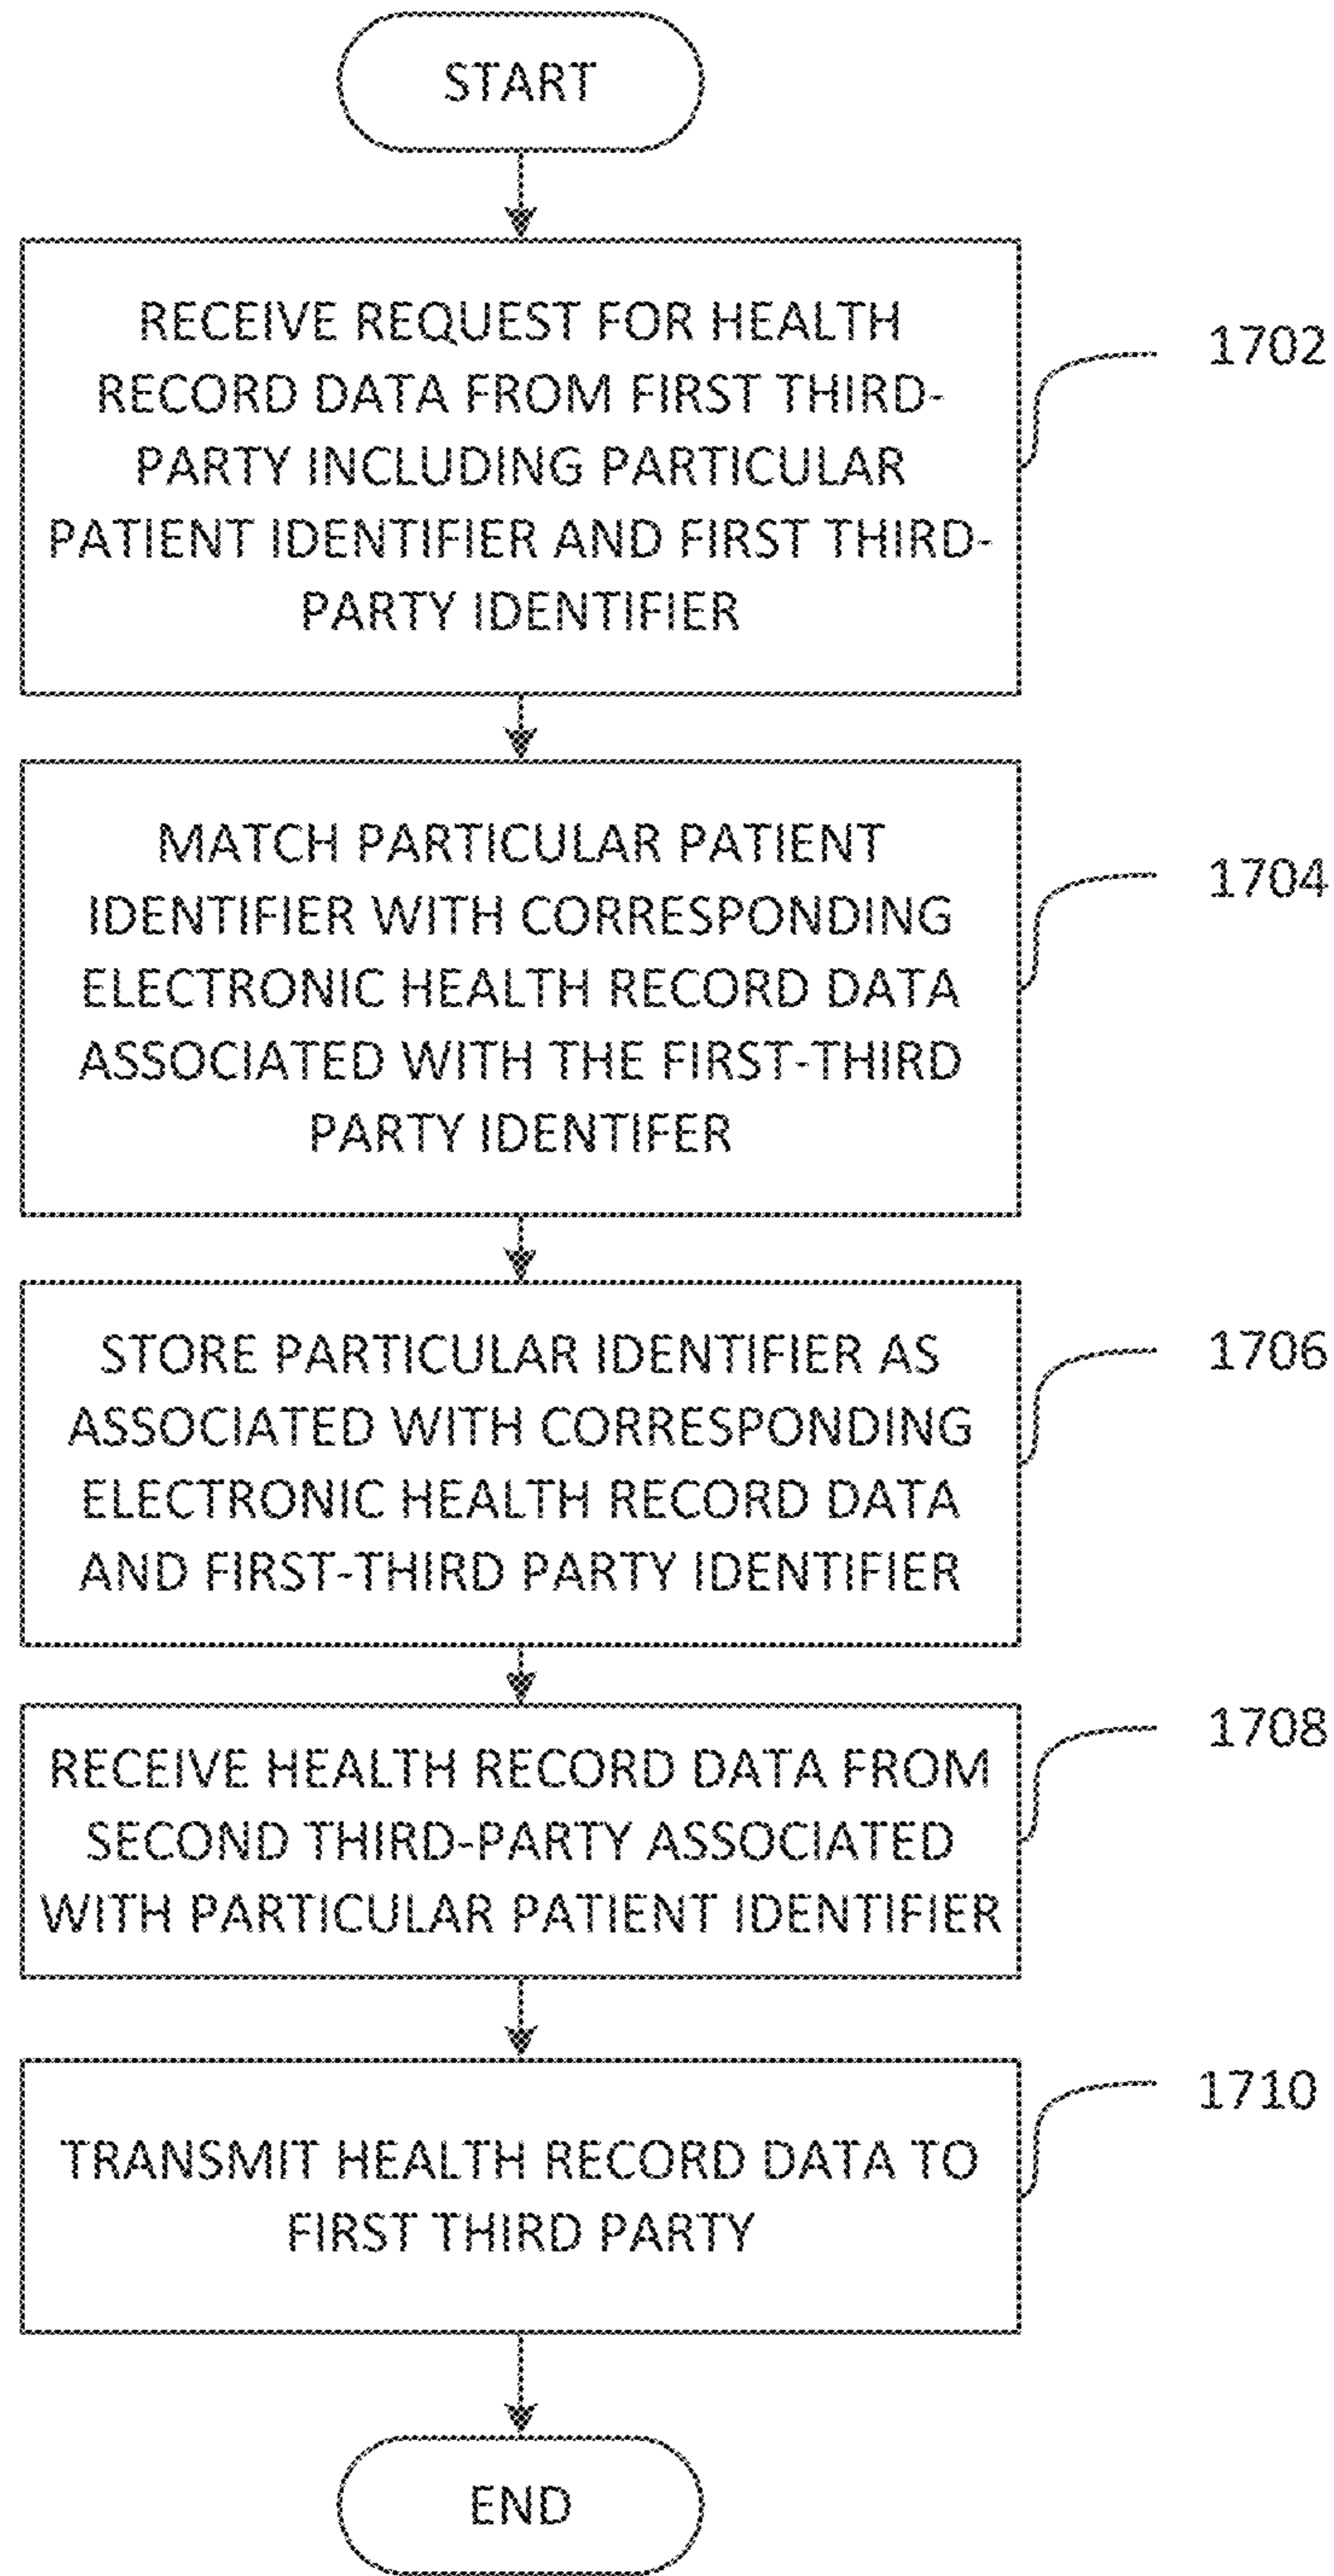 START
RECEIVE REQUEST FOR HEALTH
RECORD DATA FROM FIRST THIRD-
PARTY INCLUDING PARTICULAR
PATIENT IDENTIFIER AND FIRST THIRD-
PARTY IDENTIFIER
1702
MATCH PARTICULAR PATIENT
IDENTIFIER WITH CORRESPONDING
ELECTRONIC HEALTH RECORD DATA
ASSOCIATED WITH THE FIRST-THIRD
PARTY IDENTIFER
1704
STORE PARTICULAR IDENTIFIER AS
ASSOCIATED WITH CORRESPONDING
ELECTRONIC HEALTH RECORD DATA
AND FIRST-THIRD PARTY IDENTIFIER
1706
RECEIVE HEALTH RECORD DATA FROM
SECOND THIRD-PARTY ASSOCIATED
WITH PARTICULAR PATIENT IDENTIFIER
1708
TRANSMIT HEALTH RECORD DATA TO
FIRST THIRD PARTY
1710
END